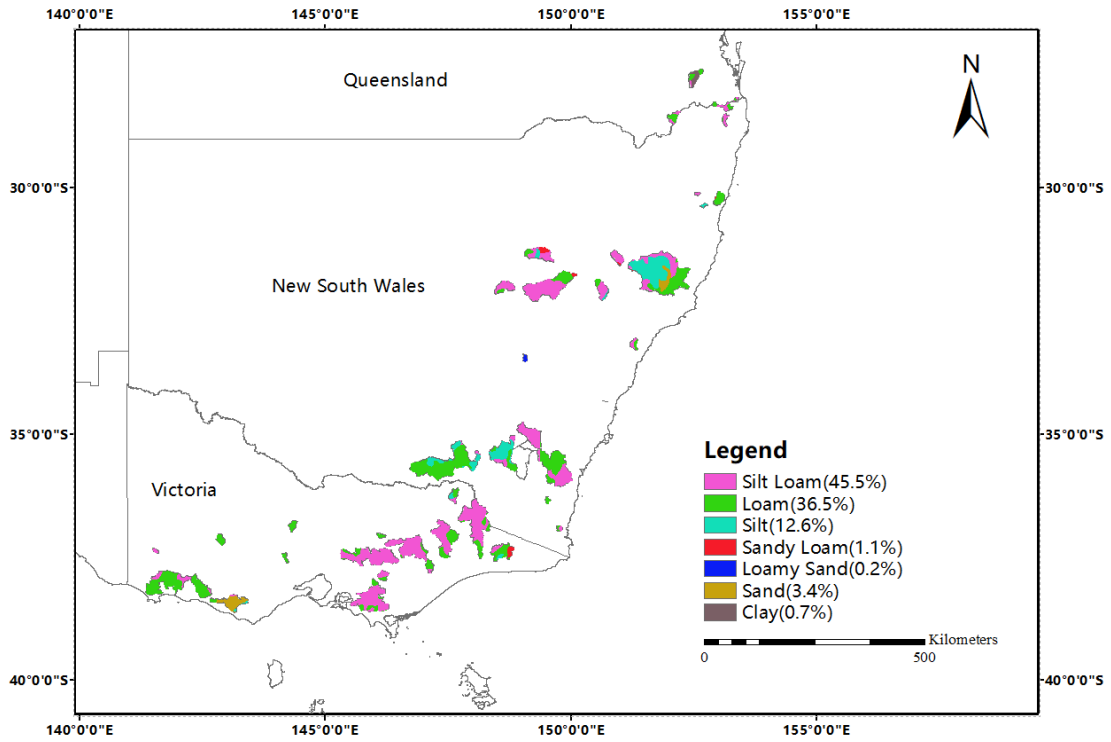 140°0'0"E 145°0'0"E 150°0'0"E 155°0'0"E
Queensland
N
30°0'0"S 30°0'0"S
New South Wales
35°0'0"S 35°0'0"S
Legend
Victoria
Silt Loam(45.5%)
Loam(36.5%)
Silt(12.6%)
Sandy Loam(1.1%)
Loamy Sand(0.2%)
Sand(3.4%)
Clay(0.7%)
Kilometers
0 500
40°0'0"S 40°0'0"S
140°0'0"E 145°0'0"E 150°0'0"E 155°0'0"E